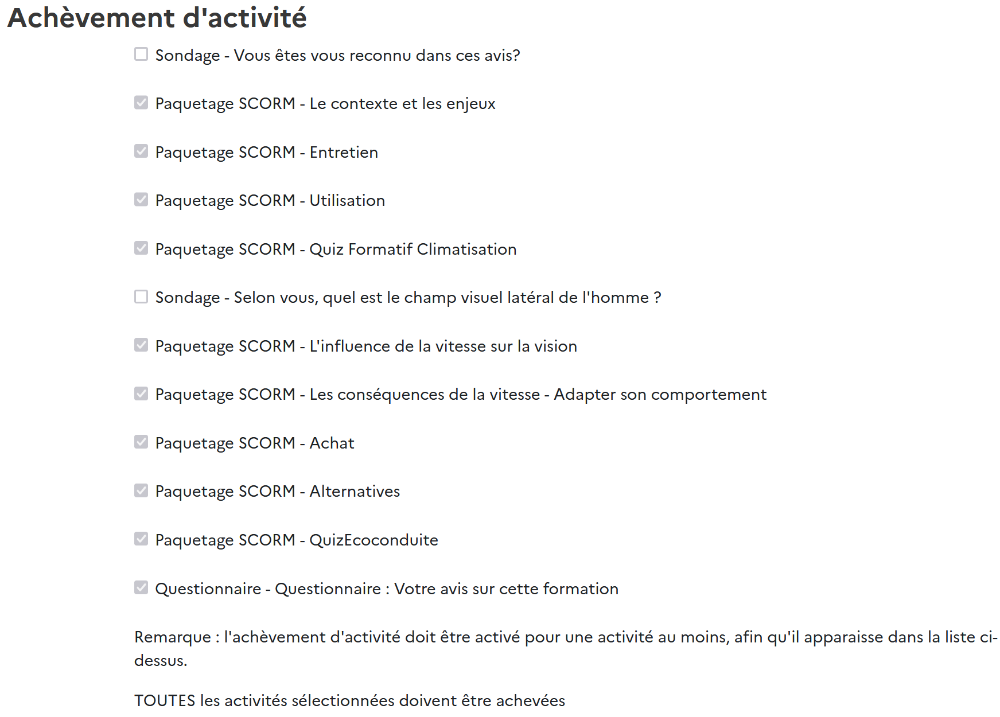 Achèvement d'activité
Sondage - Vous êtes vous reconnu dans ces avis?
Paquetage SCORM - Le contexte et les enjeux
Paquetage SCORM - Entretien
Paquetage SCORM - Utilisation
Paquetage SCORM - Quiz Formatif Climatisation
Sondage - Selon vous, quel est le champ visuel latéral de l'homme ?
Paquetage SCORM - L'influence de la vitesse sur la vision
Paquetage SCORM - Les conséquences de la vitesse - Adapter son comportement
Paquetage SCORM - Achat
Paquetage SCORM - Alternatives
Paquetage SCORM - QuizEcoconduite
Questionnaire - Questionnaire : Votre avis sur cette formation
Remarque : l'achèvement d'activité doit être activé pour une activité au moins, afin qu'il apparaisse dans la liste ci-
dessus.
TOUTES les activités sélectionnées doivent être achevées